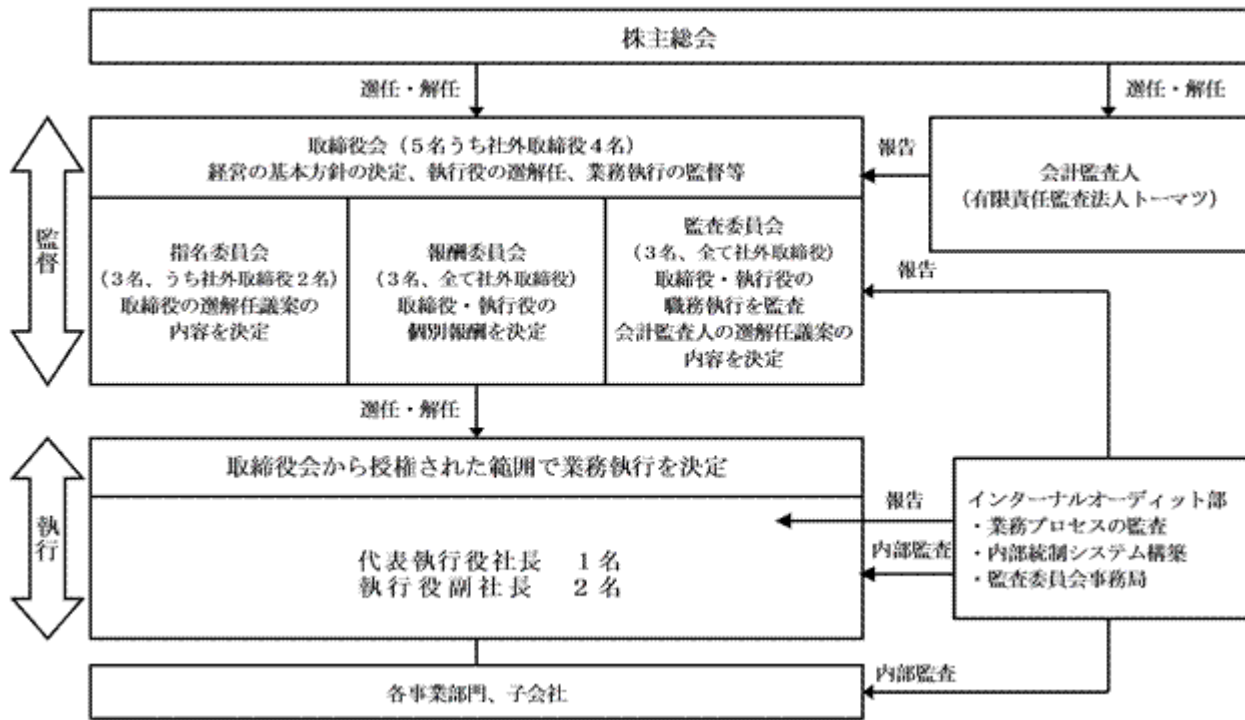 株主総会
選任・解任
選任・解任
取締役会（５名うち社外取締役４名）
経営の基本方針の決定、執行役の選解任、業務執行の監督等
報告
会計監査人
（有限責任監査法人トーマツ）
監督
指名委員会
（３名、うち社外取締役２名）
取締役の選解任議案の
内容を決定
報酬委員会
（３名、全て社外取締役）
取締役・執行役の
個別報酬を決定
監査委員会
（３名、全て社外取締役）
取締役・執行役の
職務執行を監査
会計監査人の選解任議案の
内容を決定
報告
選任・解任
執行
取締役会から授権された範囲で業務執行を決定
代表執行役社長　１名
執行役副社長　２名
報告
内部監査
インターナルオーディット部
・業務プロセスの監査
・内部統制システム構築
・監査委員会事務局
内部監査
各事業部門、子会社